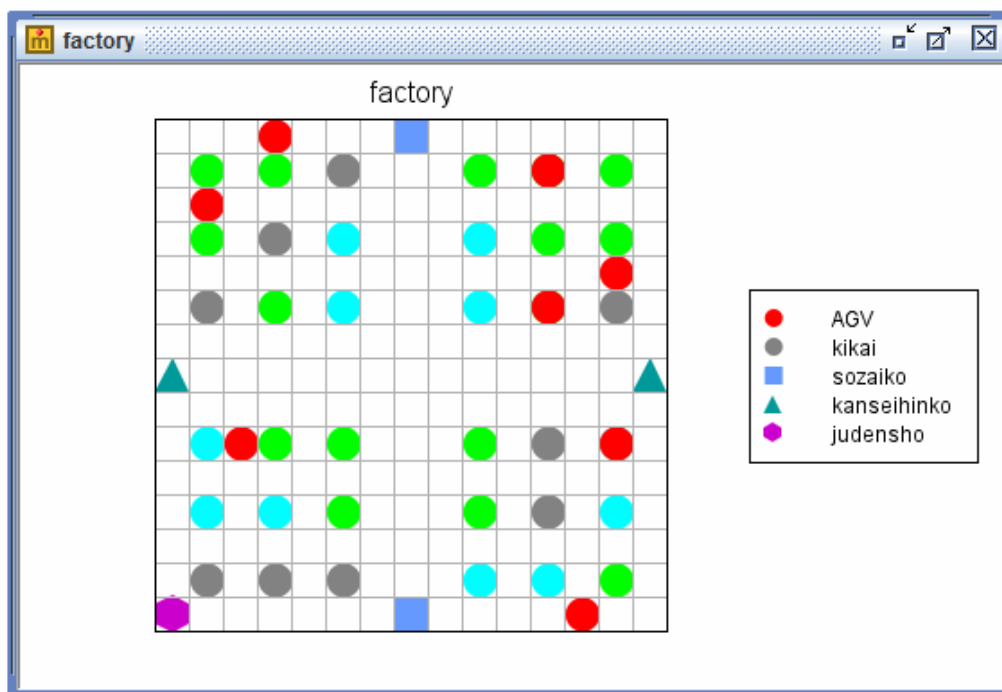 factory
factory
AGV
kikai
sozaiko
kanseihinko
judensho